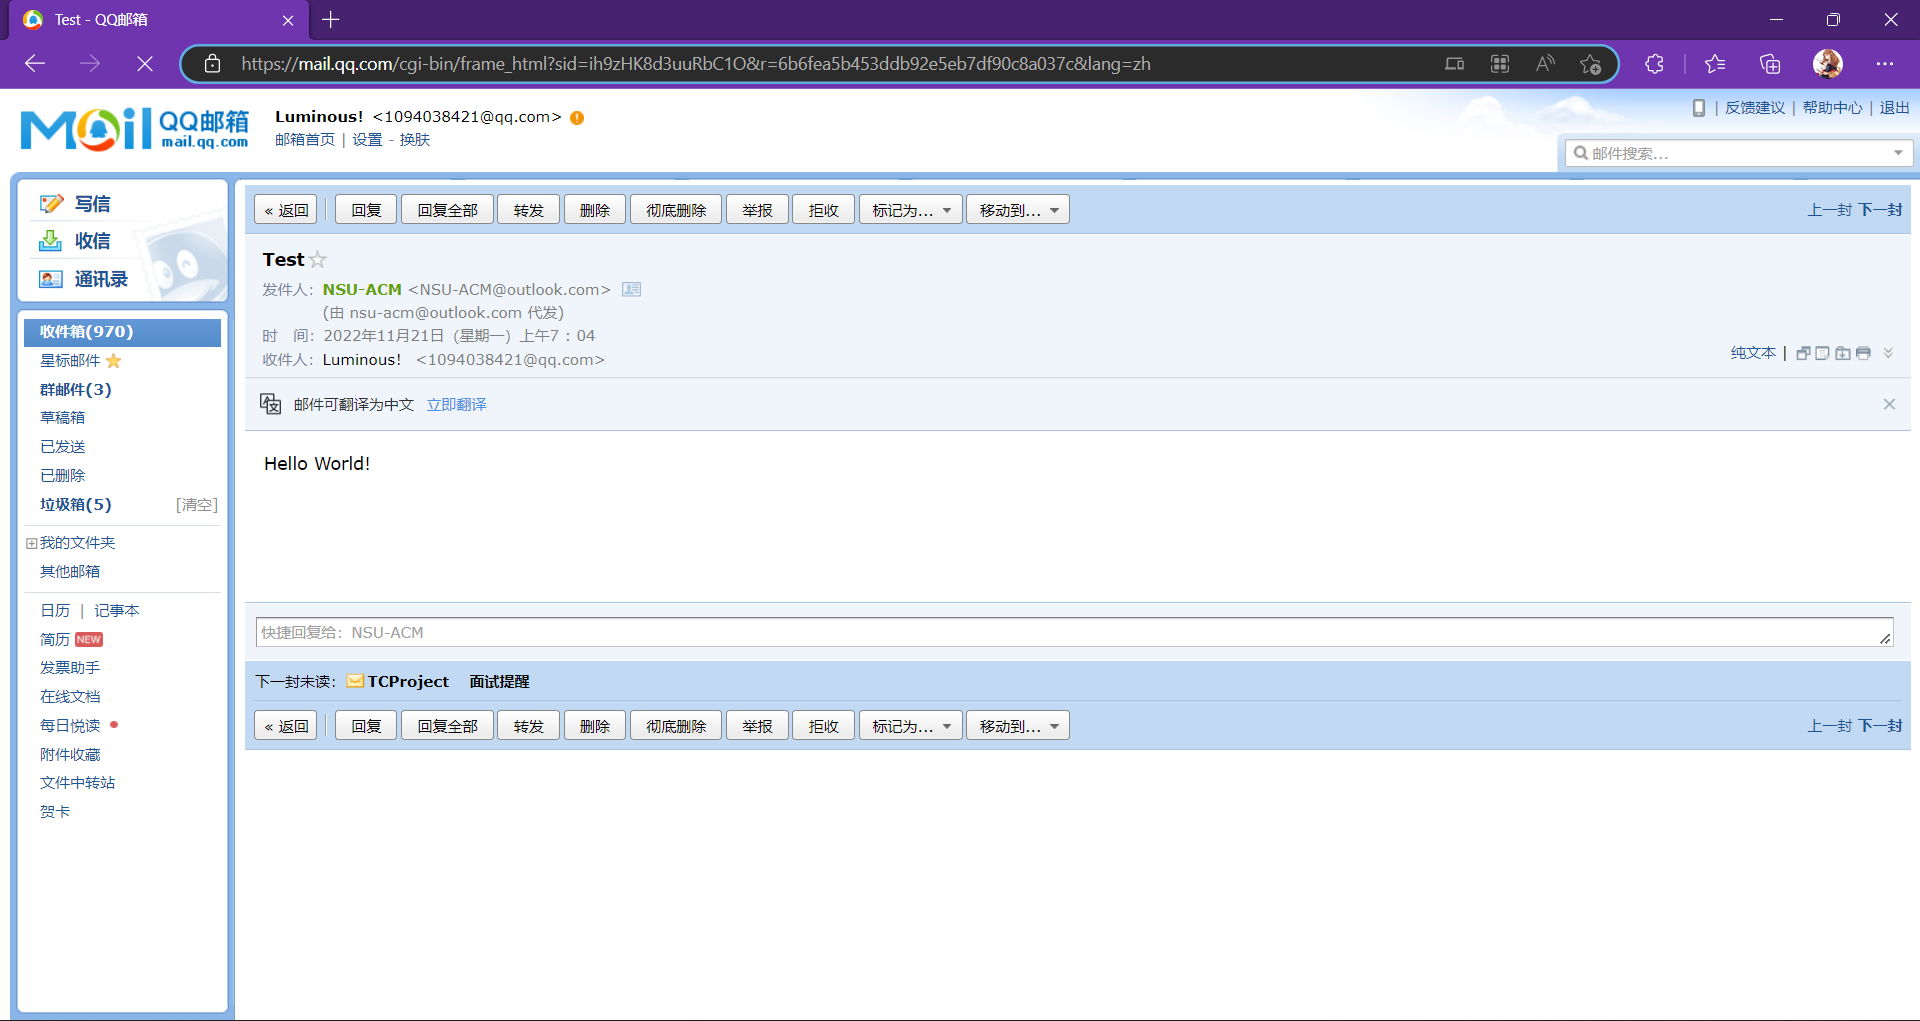 Test - QQ邮箱
https://mail.qq.com/cgi-bin/frame_html?sid=ih9zHK8d3uuRbC1O&r=6b6fea5b453ddb92e5eb7df90c8a037c&lang=zh
Mail QQ邮箱
mail.qq.com
Luminous! <1094038421@qq.com>
邮箱首页 | 设置 - 换肤
| 反馈建议 | 帮助中心 | 退出
邮件搜索...
写信
收信
通讯录
收件箱(970)
星标邮件
群邮件(3)
草稿箱
已发送
已删除
垃圾箱(5) [清空]
我的文件夹
其他邮箱
日历 | 记事本
简历 NEW
发票助手
在线文档
每日悦读
附件收藏
文件中转站
贺卡
« 返回 回复 回复全部 转发 删除 彻底删除 举报 拒收 标记为... 移动到... 上一封 下一封
Test
发件人: NSU-ACM <NSU-ACM@outlook.com>
(由 nsu-acm@outlook.com 代发)
时 间: 2022年11月21日 (星期一) 上午7 : 04
收件人: Luminous! <1094038421@qq.com>
纯文本 |
邮件可翻译为中文 立即翻译
Hello World!
快捷回复给: NSU-ACM
下一封未读: TCProject 面试提醒
« 返回 回复 回复全部 转发 删除 彻底删除 举报 拒收 标记为... 移动到... 上一封 下一封